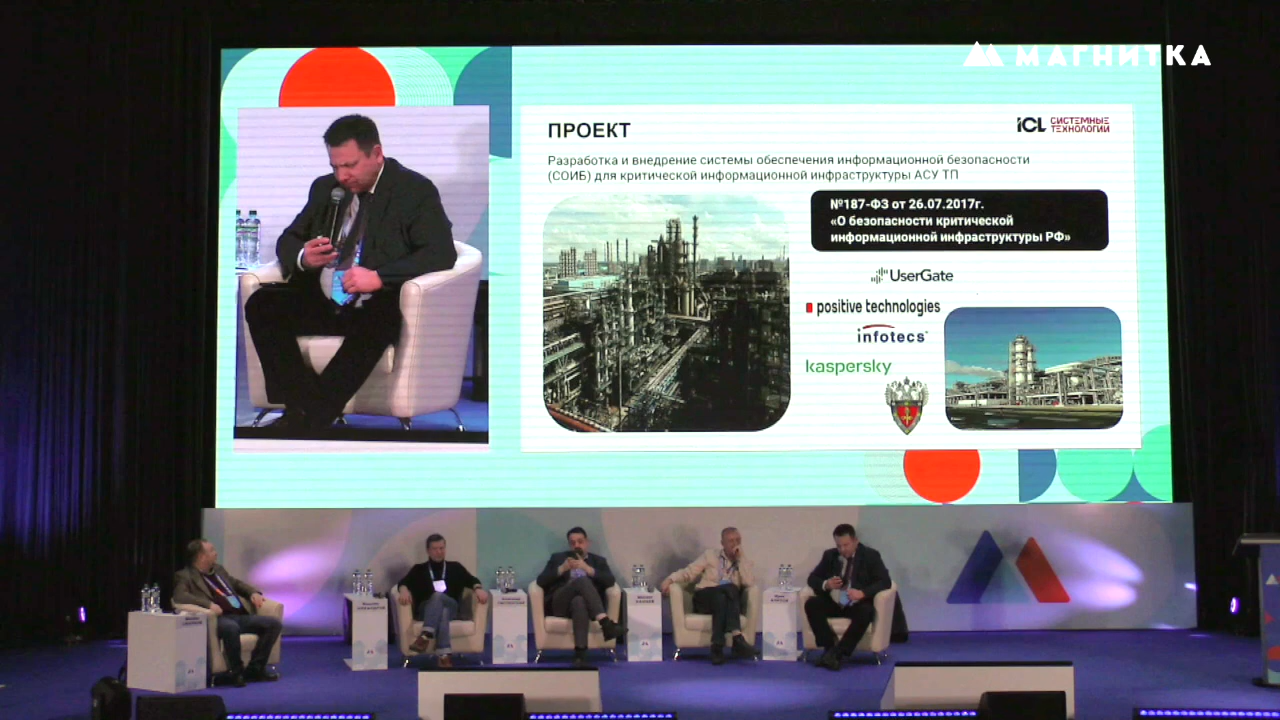 МАГНИТКА
ПРОЕКТ
iCL СИСТЕМНЫЕ
ТЕХНОЛОГИИ
Разработка и внедрение системы обеспечения информационной безопасности
(СОИБ) для критической информационной инфраструктуры АСУ ТП
№187-ФЗ от 26.07.2017г.
«О безопасности критической
информационной инфраструктуры РФ»
UserGate
positive technologies
infotecs
kaspersky